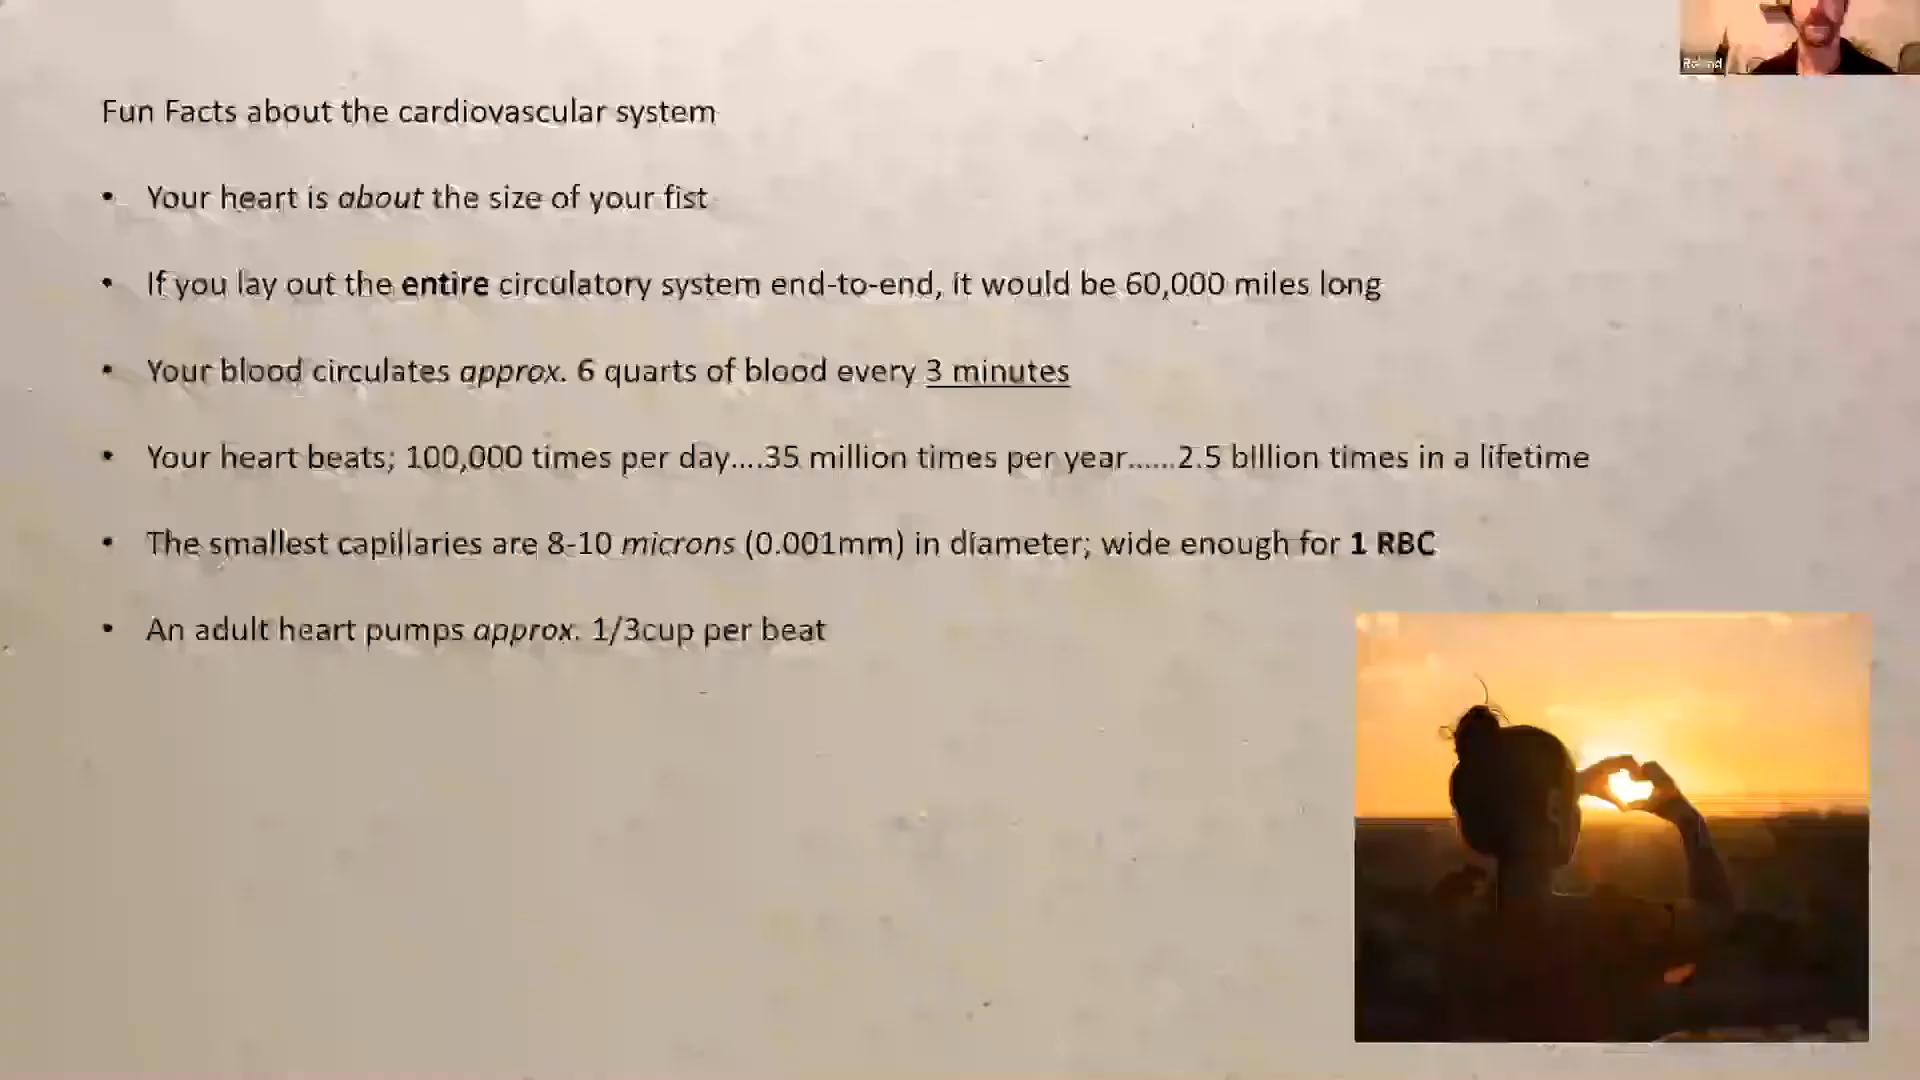 Fun Facts about the cardiovascular system
• Your heart is about the size of your fist
• If you lay out the entire circulatory system end-to-end, it would be 60,000 miles long
• Your blood circulates approx. 6 quarts of blood every 3 minutes
• Your heart beats; 100,000 times per day....35 million times per year......2.5 billion times in a lifetime
• The smallest capillaries are 8-10 microns (0.001mm) in diameter; wide enough for 1 RBC
• An adult heart pumps approx. 1/3cup per beat